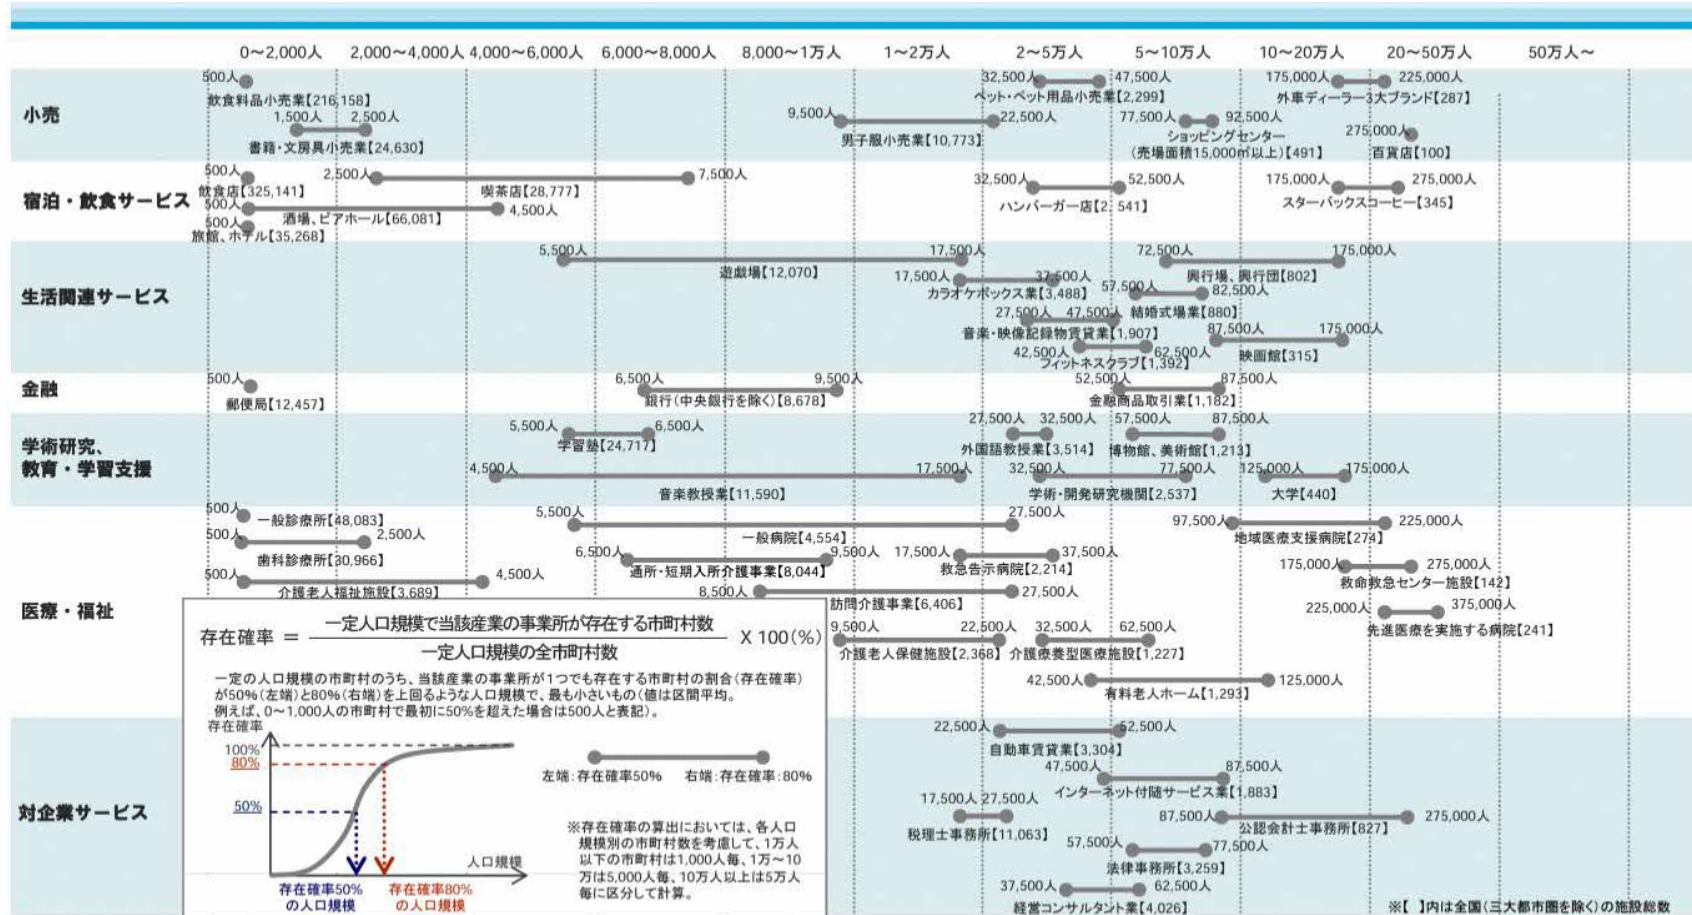 0～2,000人 2,000～4,000人 4,000～6,000人 6,000～8,000人 8,000～1万人 1～2万人 2～5万人 5～10万人 10～20万人 20～50万人 50万人～
小売
500人
飲食料品小売業【216,158】
1,500人 2,500人
書籍・文房具小売業【24,630】
9,500人 22,500人
男子服小売業【10,773】
32,500人 47,500人
ペット・ペット用品小売業【2,299】
77,500人 92,500人
ショッピングセンター
(売場面積15,000㎡以上)【491】
175,000人 225,000人
外車ディーラー3大ブランド【287】
275,000人
百貨店【100】
宿泊・飲食サービス
500人
飲食店【325,141】
2,500人 7,500人
喫茶店【28,777】
500人 4,500人
酒場、ビアホール【66,081】
500人
旅館、ホテル【35,268】
32,500人 52,500人
ハンバーガー店【2,541】
175,000人 275,000人
スターバックスコーヒー【345】
生活関連サービス
5,500人 17,500人
遊戯場【12,070】
17,500人 37,500人
カラオケボックス業【3,488】
27,500人 47,500人
音楽・映像記録物賃貸業【1,907】
42,500人 62,500人
フィットネスクラブ【1,392】
72,500人 175,000人
興行場、興行団【802】
57,500人 82,500人
結婚式場業【880】
87,500人 175,000人
映画館【315】
金融
500人
郵便局【12,457】
6,500人 9,500人
銀行(中央銀行を除く)【8,678】
52,500人 87,500人
金融商品取引業【1,182】
学術研究、
教育・学習支援
5,500人 6,500人
学習塾【24,717】
4,500人 17,500人
音楽教授業【11,590】
27,500人 32,500人
外国語教授業【3,514】
57,500人 87,500人
博物館、美術館【1,213】
32,500人 77,500人
学術・開発研究機関【2,537】
125,000人 175,000人
大学【440】
医療・福祉
500人
一般診療所【48,083】
500人 2,500人
歯科診療所【30,966】
500人 4,500人
介護老人福祉施設【3,689】
5,500人 27,500人
一般病院【4,554】
6,500人 9,500人
通所・短期入所介護事業【8,044】
17,500人 37,500人
救急告示病院【2,214】
8,500人 27,500人
訪問介護事業【6,406】
9,500人 22,500人
介護老人保健施設【2,368】
32,500人 62,500人
介護療養型医療施設【1,227】
42,500人 125,000人
有料老人ホーム【1,293】
97,500人 225,000人
地域医療支援病院【274】
175,000人 275,000人
救命救急センター施設【142】
225,000人 375,000人
先進医療を実施する病院【241】
対企業サービス
22,500人 52,500人
自動車賃貸業【3,304】
47,500人 87,500人
インターネット付随サービス業【1,883】
17,500人 27,500人
税理士事務所【11,063】
87,500人 275,000人
公認会計士事務所【827】
57,500人 77,500人
法律事務所【3,259】
37,500人 62,500人
経営コンサルタント業【4,026】
存在確率 = 一定人口規模で当該産業の事業所が存在する市町村数
一定人口規模の全市町村数
X 100(%)
一定の人口規模の市町村のうち、当該産業の事業所が1つでも存在する市町村の割合(存在確率)
が50%(左端)と80%(右端)を上回るような人口規模で、最も小さいもの(値は区間平均。
例えば、0～1,000人の市町村で最初に50%を超えた場合は500人と表記)。
存在確率
100%
80%
50%
人口規模
存在確率50%
の人口規模
存在確率80%
の人口規模
左端:存在確率50% 右端:存在確率:80%
※存在確率の算出においては、各人口
規模別の市町村数を考慮して、1万人
以下の市町村は1,000人毎、1万～10
万は5,000人毎、10万人以上は5万人
毎に区分して計算。
※【 】内は全国(三大都市圏を除く)の施設総数